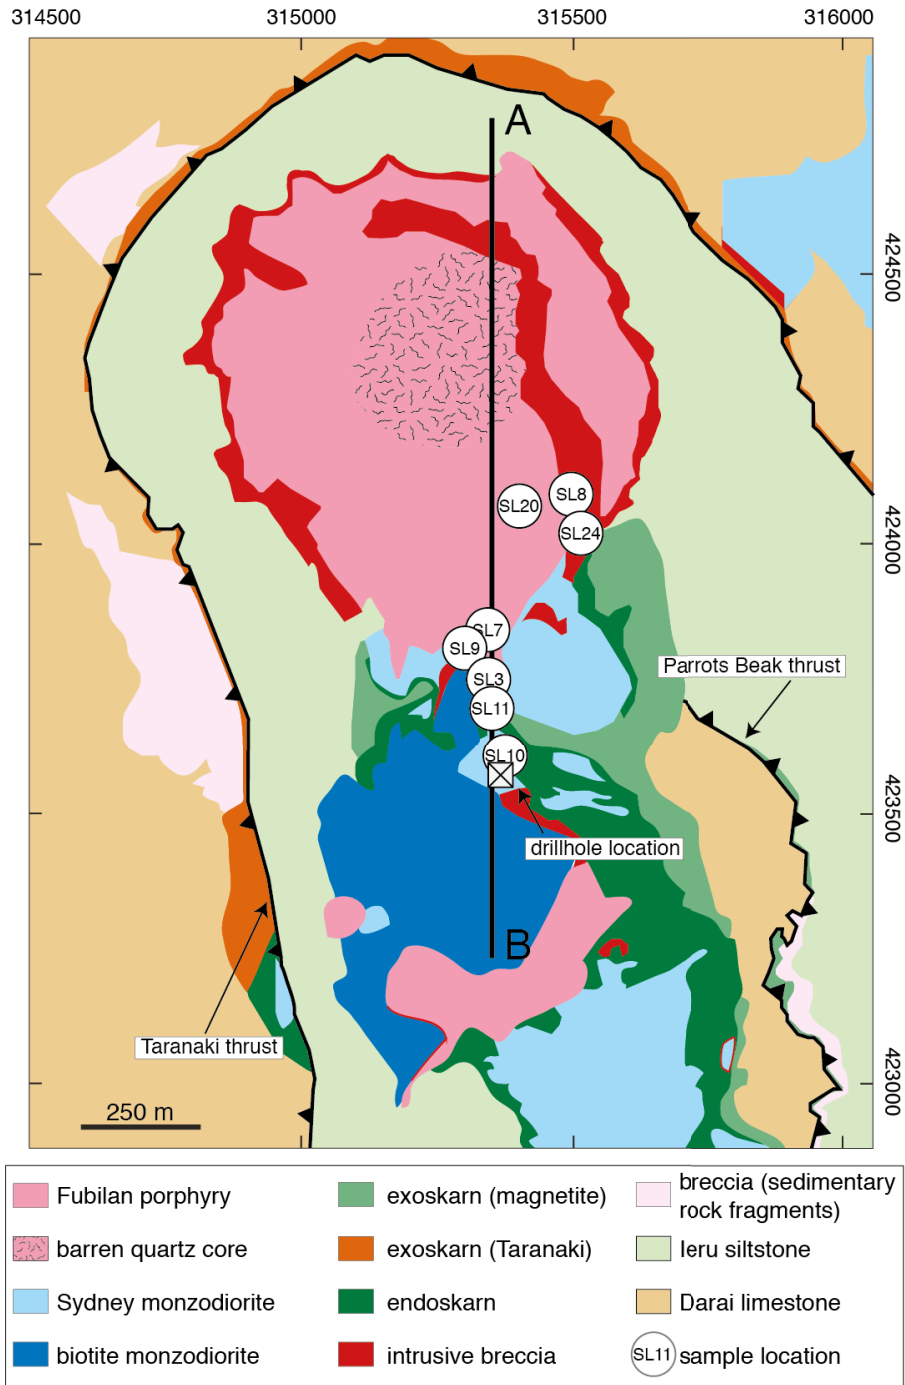 314500
315000
315500
316000
A
424500
SL8
SL20
SL24
424000
SL7
SL9
Parrots Beak thrust
SL3
SL11
SL10
423500
drillhole location
B
Taranaki thrust
423000
250 m
Fubilan porphyry
barren quartz core
Sydney monzodiorite
biotite monzodiorite
exoskarn (magnetite)
exoskarn (Taranaki)
endoskarn
intrusive breccia
breccia (sedimentary
rock fragments)
Ieru siltstone
Darai limestone
SL11 sample location